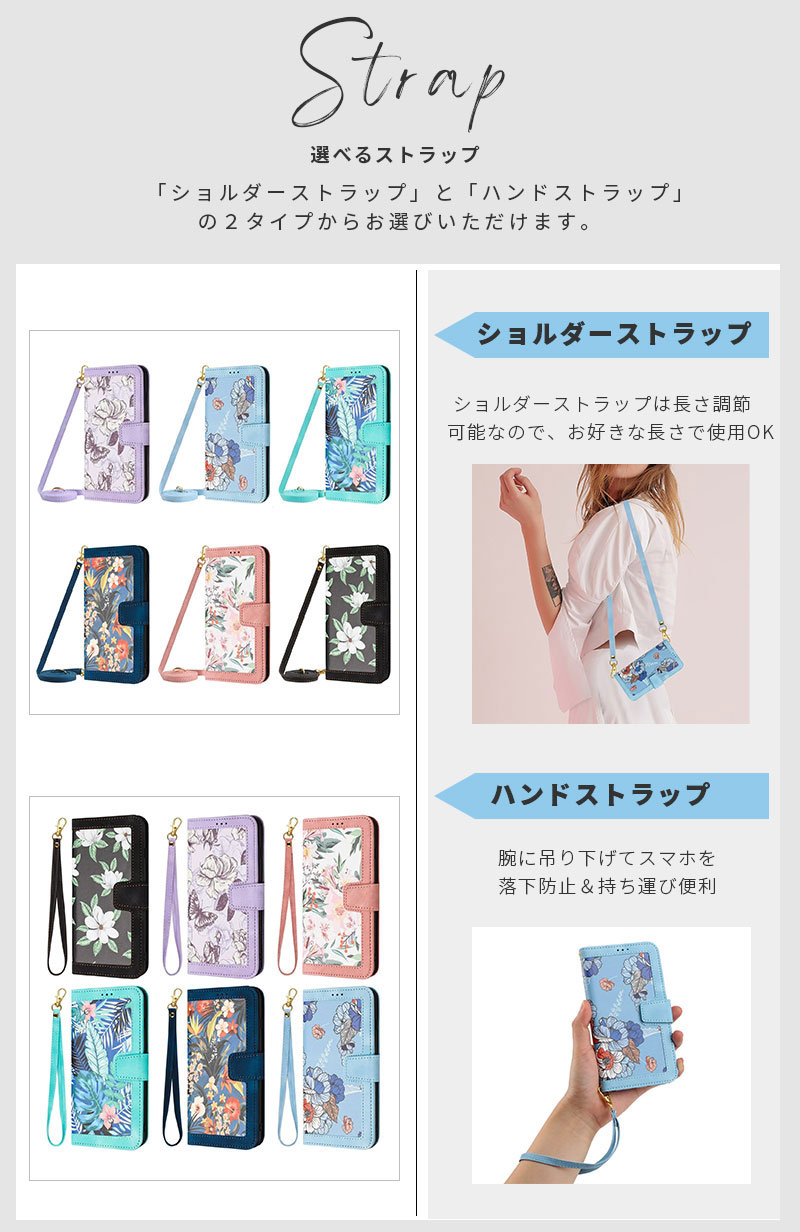 Strap
選べるストラップ
「ショルダーストラップ」と「ハンドストラップ」
の２タイプからお選びいただけます。
ショルダーストラップ
ショルダーストラップは長さ調節
可能なので、お好きな長さで使用OK
ハンドストラップ
腕に吊り下げてスマホを
落下防止＆持ち運び便利